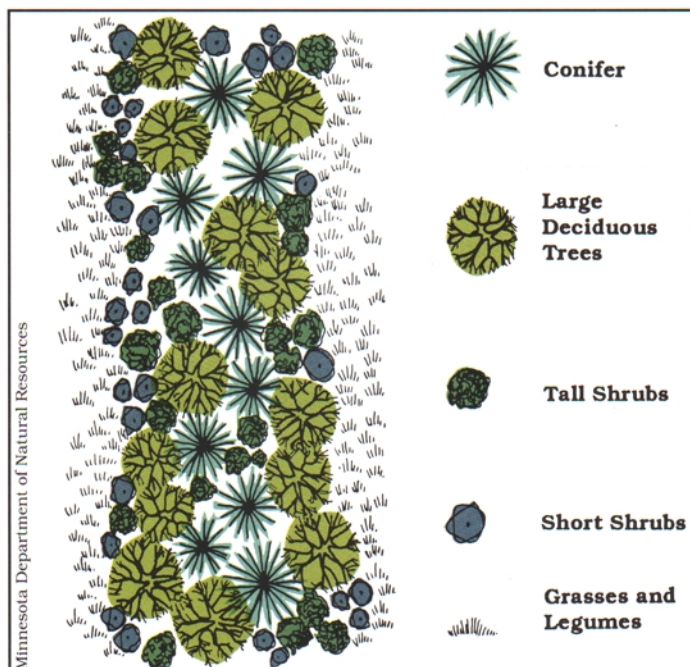 Conifer
Large
Deciduous
Trees
Tall Shrubs
Short Shrubs
Grasses and
Legumes
Minnesota Department of Natural Resources